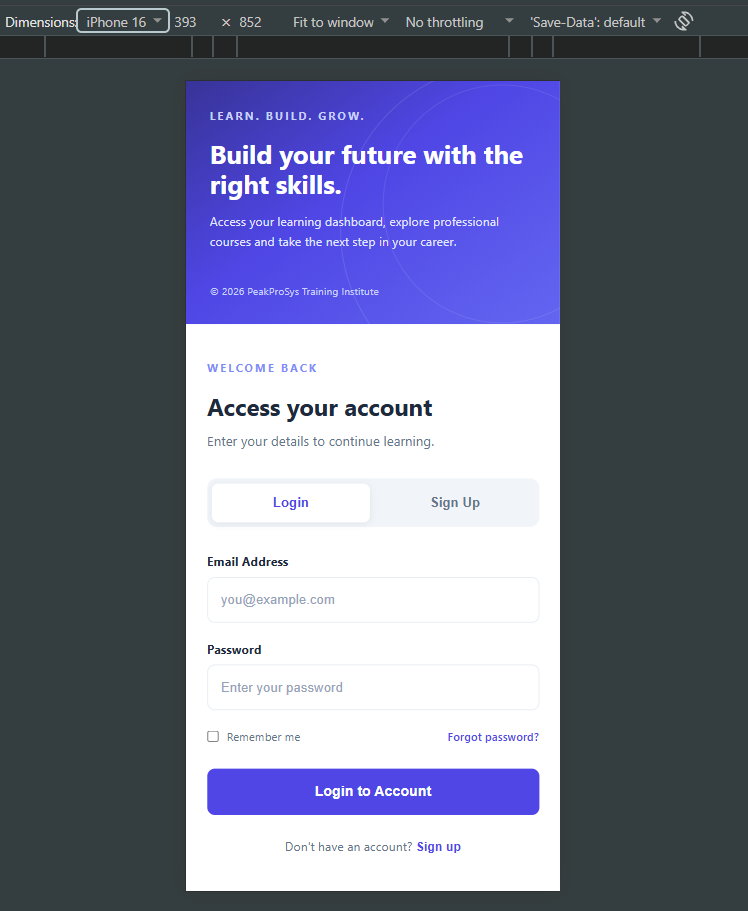 Dimensions: iPhone 16 393 × 852 Fit to window No throttling 'Save-Data': default
LEARN. BUILD. GROW.
Build your future with the
right skills.
Access your learning dashboard, explore professional
courses and take the next step in your career.
© 2026 PeakProSys Training Institute
WELCOME BACK
Access your account
Enter your details to continue learning.
Login Sign Up
Email Address
you@example.com
Password
Enter your password
Remember me Forgot password?
Login to Account
Don't have an account? Sign up